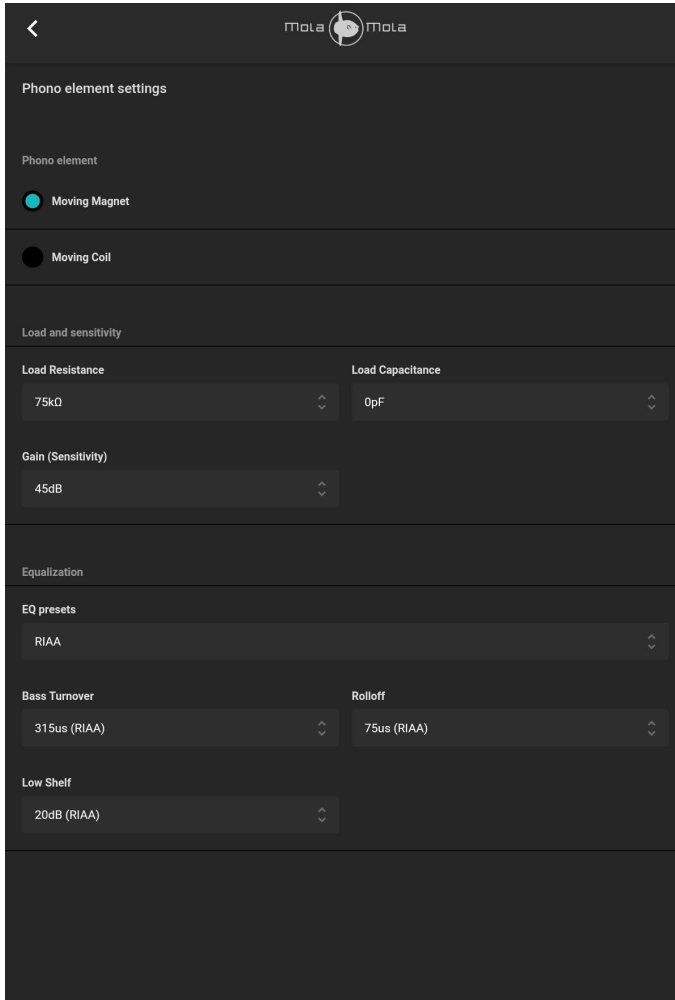 mola mola
Phono element settings
Phono element
Moving Magnet
Moving Coil
Load and sensitivity
Load Resistance Load Capacitance
75kΩ 0pF
Gain (Sensitivity)
45dB
Equalization
EQ presets
RIAA
Bass Turnover Rolloff
315us (RIAA) 75us (RIAA)
Low Shelf
20dB (RIAA)